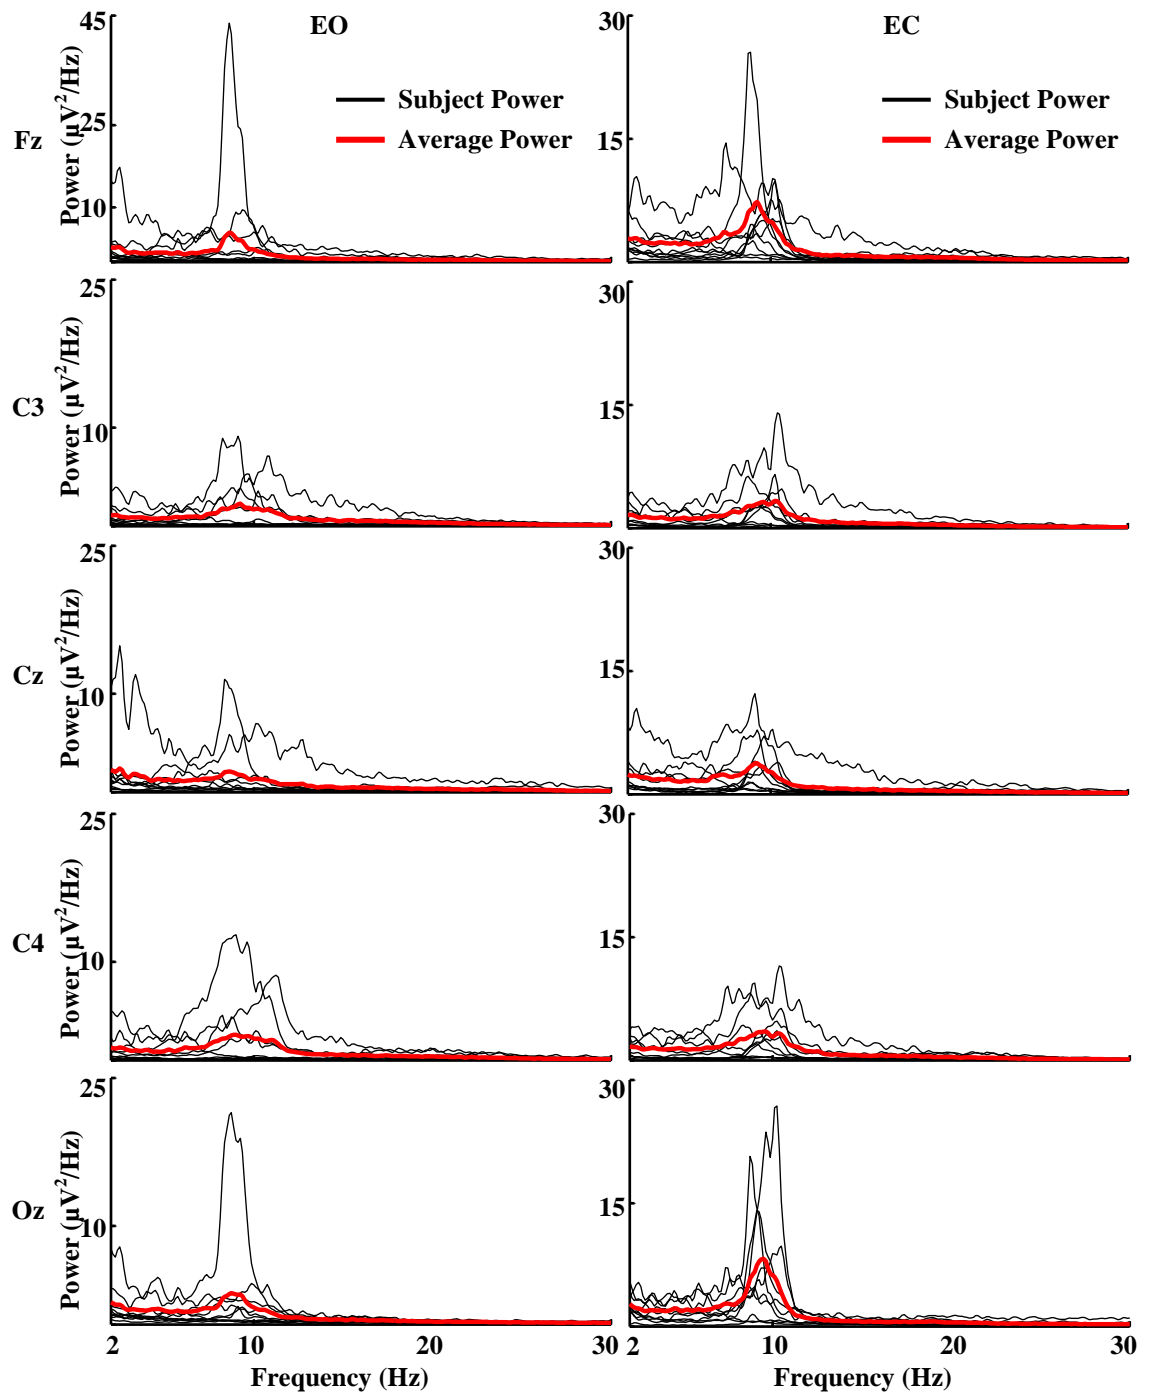 EO
EC
45
25
10
Power (µV²/Hz)
Fz
Subject Power
Average Power
30
15
Subject Power
Average Power
25
10
Power (µV²/Hz)
C3
30
15
25
10
Power (µV²/Hz)
Cz
30
15
25
10
Power (µV²/Hz)
C4
30
15
25
10
Power (µV²/Hz)
Oz
30
15
2 10 20 30
Frequency (Hz)
2 10 20 30
Frequency (Hz)